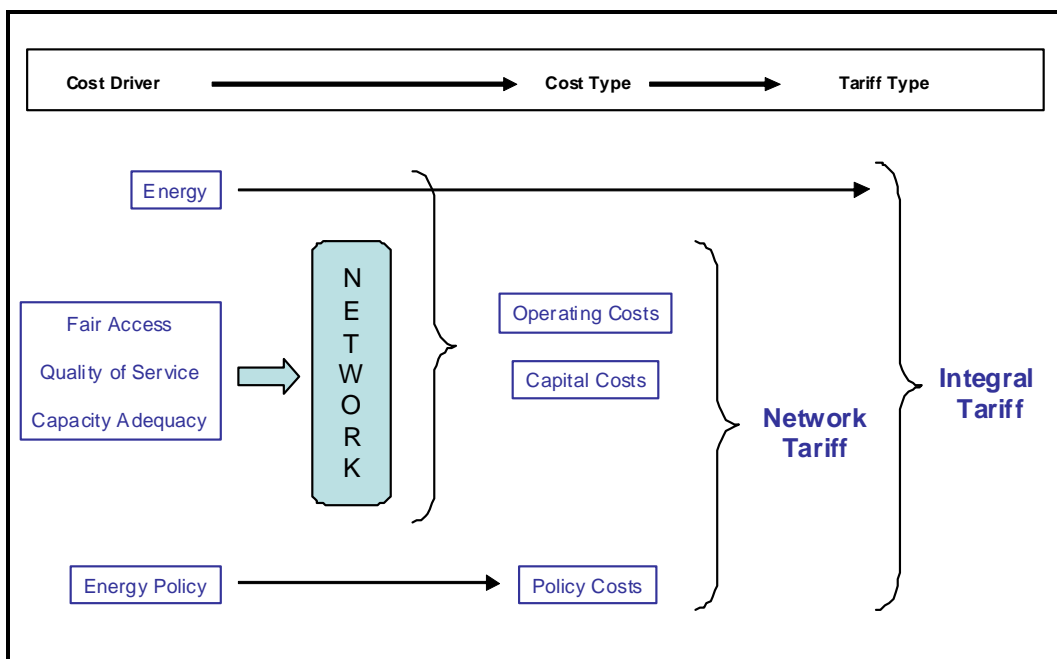 Cost Driver
Cost Type
Tariff Type
Energy
N
E
T
W
O
R
K
Fair Access
Quality of Service
Capacity Adequacy
Operating Costs
Capital Costs
Network
Tariff
Integral
Tariff
Energy Policy
Policy Costs